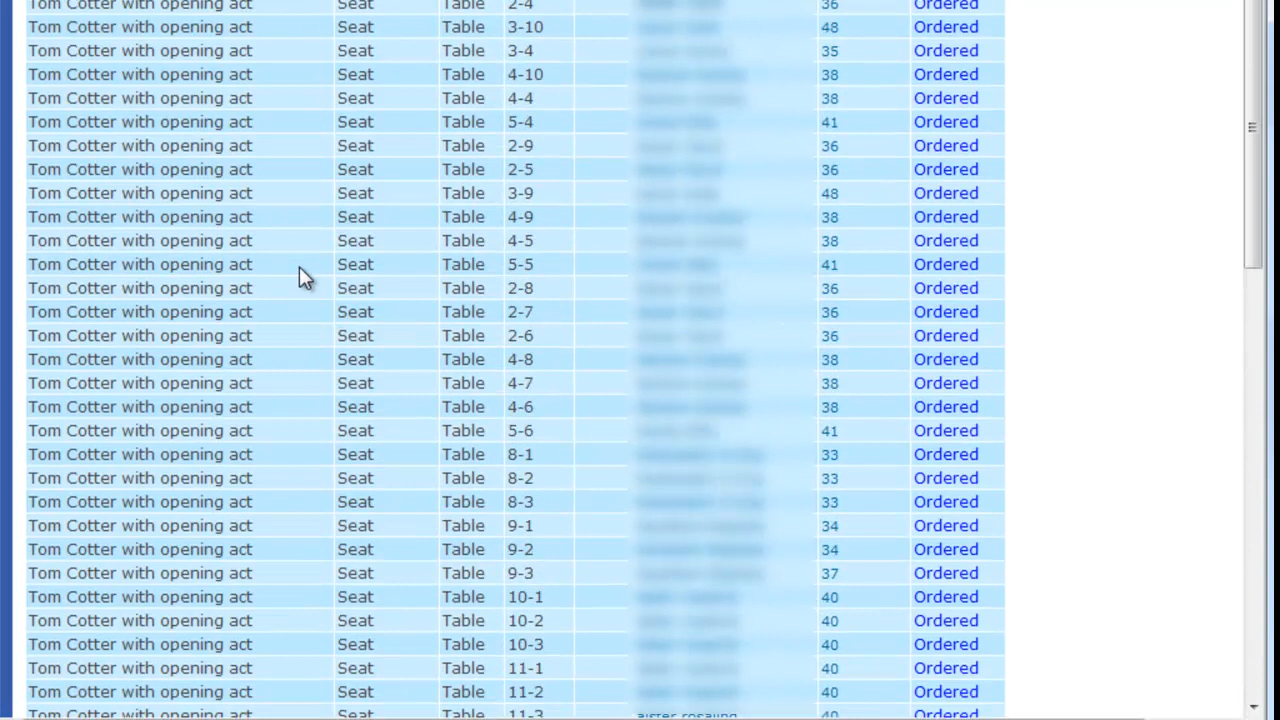 Tom Cotter with opening act Seat Table 2-4 36 Ordered
Tom Cotter with opening act Seat Table 3-10 48 Ordered
Tom Cotter with opening act Seat Table 3-4 35 Ordered
Tom Cotter with opening act Seat Table 4-10 38 Ordered
Tom Cotter with opening act Seat Table 4-4 38 Ordered
Tom Cotter with opening act Seat Table 5-4 41 Ordered
Tom Cotter with opening act Seat Table 2-9 36 Ordered
Tom Cotter with opening act Seat Table 2-5 36 Ordered
Tom Cotter with opening act Seat Table 3-9 48 Ordered
Tom Cotter with opening act Seat Table 4-9 38 Ordered
Tom Cotter with opening act Seat Table 4-5 38 Ordered
Tom Cotter with opening act Seat Table 5-5 41 Ordered
Tom Cotter with opening act Seat Table 2-8 36 Ordered
Tom Cotter with opening act Seat Table 2-7 36 Ordered
Tom Cotter with opening act Seat Table 2-6 36 Ordered
Tom Cotter with opening act Seat Table 4-8 38 Ordered
Tom Cotter with opening act Seat Table 4-7 38 Ordered
Tom Cotter with opening act Seat Table 4-6 38 Ordered
Tom Cotter with opening act Seat Table 5-6 41 Ordered
Tom Cotter with opening act Seat Table 8-1 33 Ordered
Tom Cotter with opening act Seat Table 8-2 33 Ordered
Tom Cotter with opening act Seat Table 8-3 33 Ordered
Tom Cotter with opening act Seat Table 9-1 34 Ordered
Tom Cotter with opening act Seat Table 9-2 34 Ordered
Tom Cotter with opening act Seat Table 9-3 37 Ordered
Tom Cotter with opening act Seat Table 10-1 40 Ordered
Tom Cotter with opening act Seat Table 10-2 40 Ordered
Tom Cotter with opening act Seat Table 10-3 40 Ordered
Tom Cotter with opening act Seat Table 11-1 40 Ordered
Tom Cotter with opening act Seat Table 11-2 40 Ordered
Tom Cotter with opening act Seat Table 11-3 40 Ordered